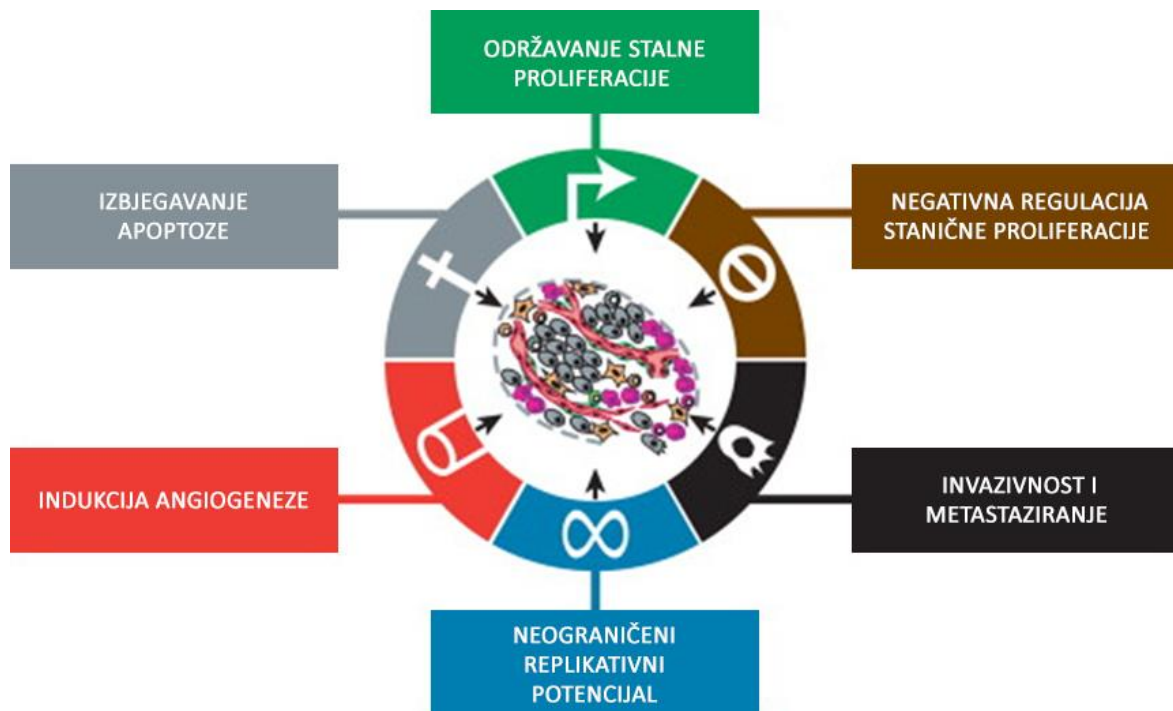 ODRŽAVANJE STALNE
PROLIFERACIJE
IZBJEGAVANJE
APOPTOZE
NEGATIVNA REGULACIJA
STANIČNE PROLIFERACIJE
INDUKCIJA ANGIOGENEZE
INVAZIVNOST I
METASTAZIRANJE
NEOGRANIČENI
REPLIKATIVNI
POTENCIJAL